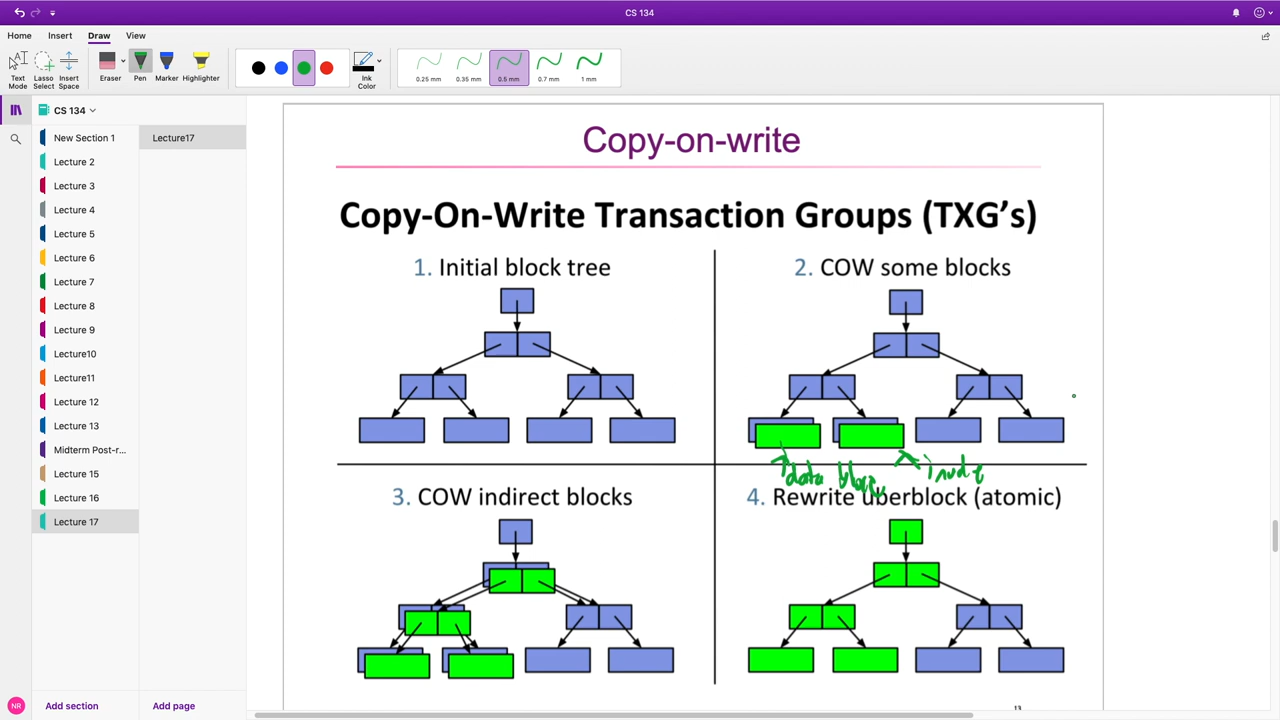 CS 134
Home Insert Draw View
Text Mode
Lasso Select
Insert Space
Eraser
Pen
Marker
Highlighter
Ink Color
0.25 mm
0.35 mm
0.5 mm
0.7 mm
1 mm
CS 134
New Section 1
Lecture 2
Lecture 3
Lecture 4
Lecture 5
Lecture 6
Lecture 7
Lecture 8
Lecture 9
Lecture10
Lecture11
Lecture 12
Lecture 13
Midterm Post-r...
Lecture 15
Lecture 16
Lecture 17
Lecture17
Copy-on-write
Copy-On-Write Transaction Groups (TXG's)
1. Initial block tree
2. COW some blocks
data block
inode
3. COW indirect blocks
4. Rewrite uberblock (atomic)
NR
Add section
Add page